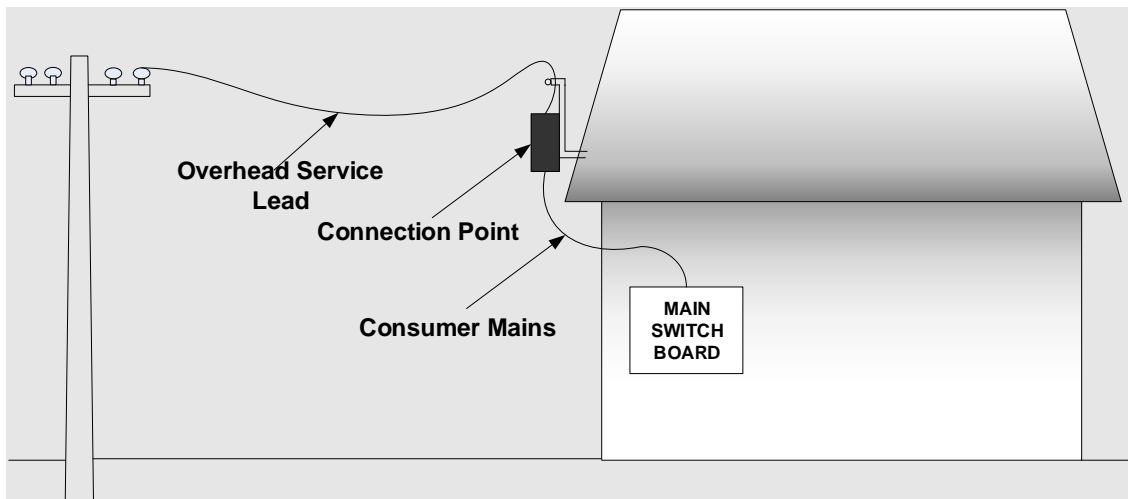 Overhead Service
Lead
Connection Point
Consumer Mains
MAIN
SWITCH
BOARD